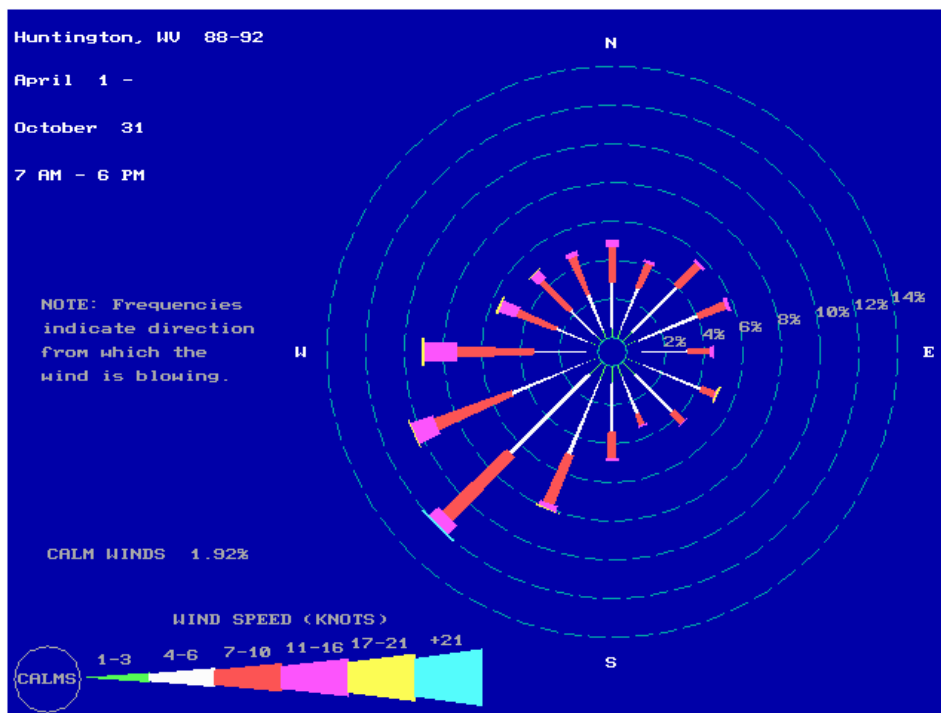 Huntington, WV 88-92
N
April 1 -
October 31
7 AM - 6 PM
NOTE: Frequencies
indicate direction
from which the
wind is blowing.
W
2% 4% 6% 8% 10% 12% 14%
E
CALM WINDS 1.92%
WIND SPEED (KNOTS)
CALMS 1-3 4-6 7-10 11-16 17-21 +21
S